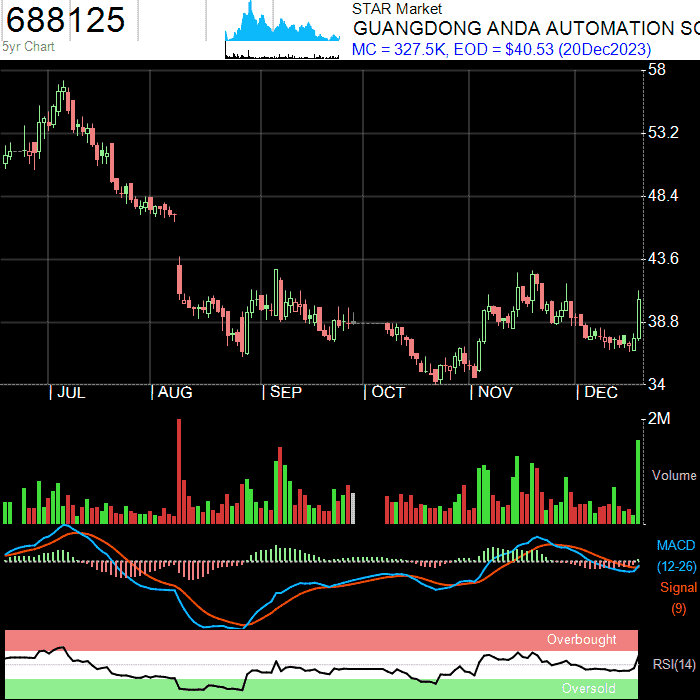 688125
5yr Chart
STAR Market
GUANGDONG ANDA AUTOMATION SO
MC = 327.5K, EOD = $40.53 (20Dec2023)
58
53.2
48.4
43.6
38.8
34
JUL AUG SEP OCT NOV DEC
2M
Volume
MACD
(12-26)
Signal
(9)
Overbought
RSI(14)
Oversold